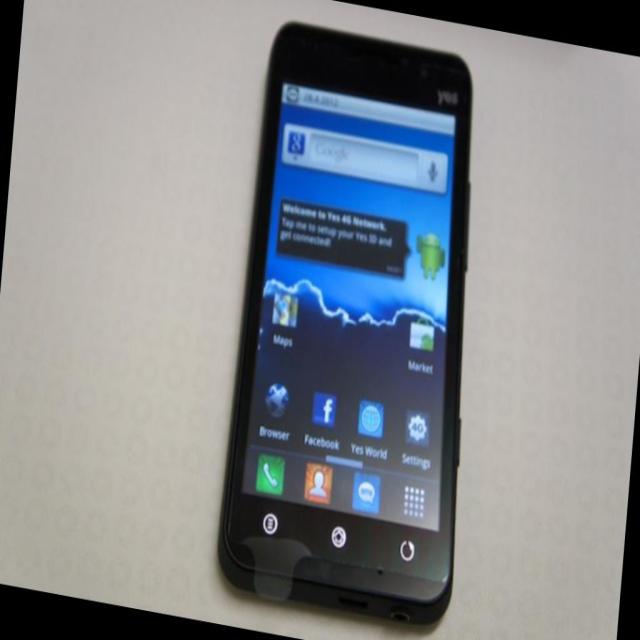 yes
Google
Welcome to Yes 4G Network.
Tap me to setup your Yes ID and
get connected!
Maps
Market
4G
Browser
Facebook
Yes World
Settings